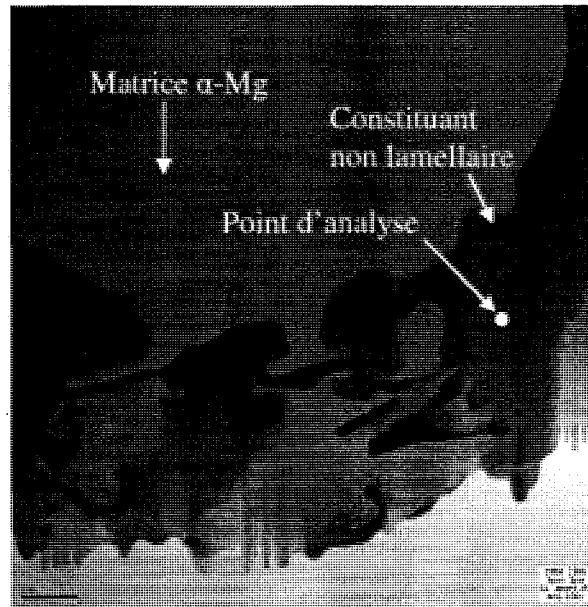 Matrice α-Mg
Constituant
non lamellaire
Point d'analyse